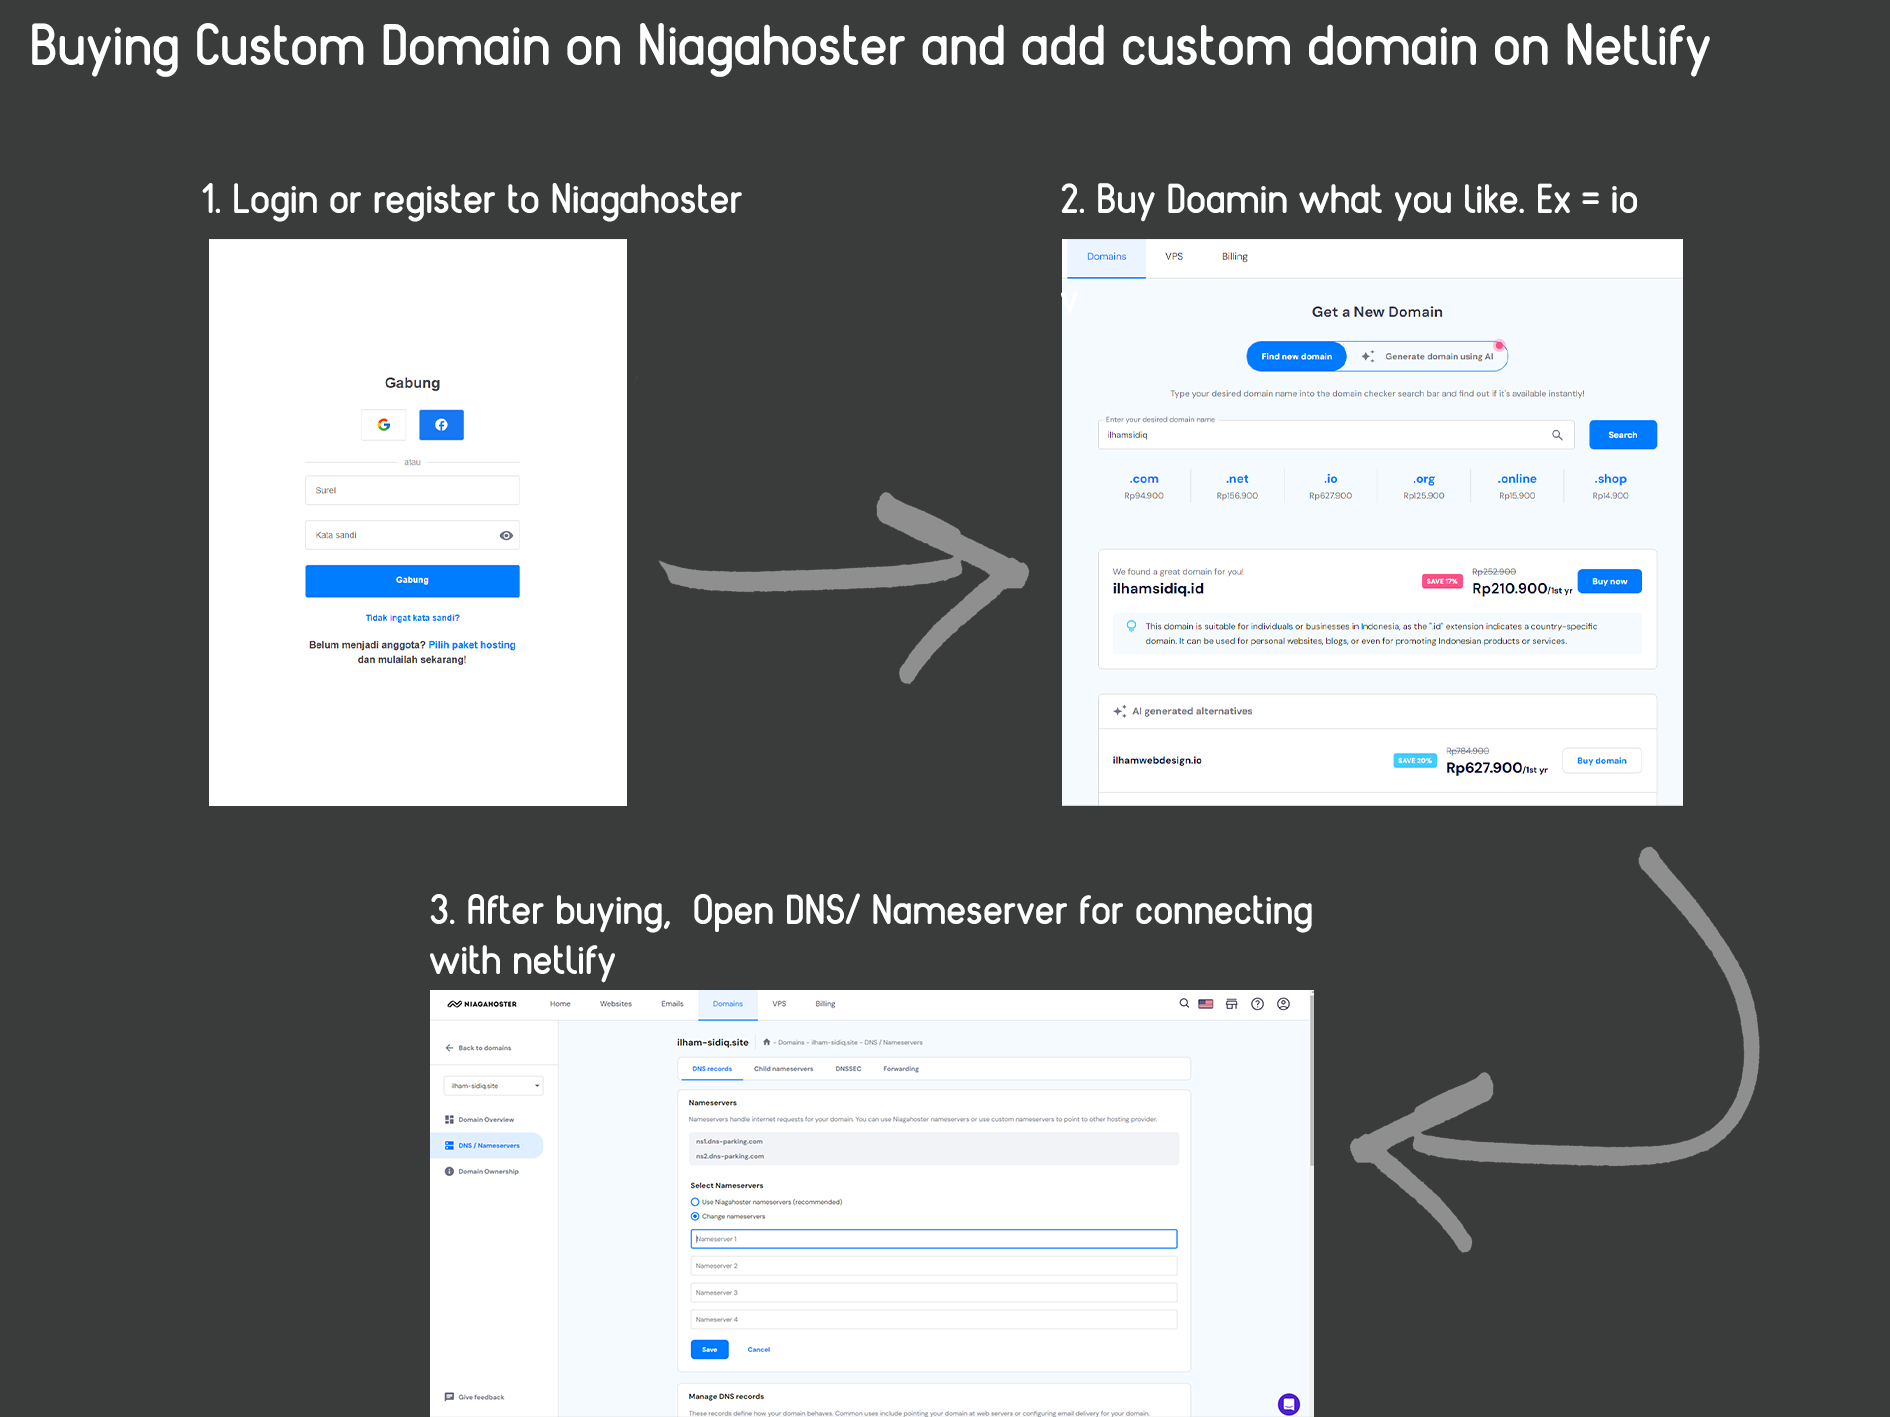 Buying Custom Domain on Niagahoster and add custom domain on Netlify
1. Login or register to Niagahoster
Gabung
atau
Surel
Kata sandi
Gabung
Tidak ingat kata sandi?
Belum menjadi anggota? Pilih paket hosting
dan mulailah sekarang!
2. Buy Doamin what you like. Ex = io
v
Domains VPS Billing
Get a New Domain
Find new domain Generate domain using AI
Type your desired domain name into the domain checker search bar and find out if it's available instantly!
Enter your desired domain name
ilhamsidiq
Search
.com .net .io .org .online .shop
Rp94.900 Rp156.900 Rp627.900 Rp125.900 Rp15.900 Rp14.900
We found a great domain for you!
ilhamsidiq.id
SAVE 17%
Rp252.900
Rp210.900/1st yr
Buy now
This domain is suitable for individuals or businesses in Indonesia, as the ".id" extension indicates a country-specific
domain. It can be used for personal websites, blogs, or even for promoting Indonesian products or services.
AI generated alternatives
ilhamwebdesign.io
SAVE 20%
Rp784.900
Rp627.900/1st yr
Buy domain
3. After buying, Open DNS/ Nameserver for connecting
with netlify
NIAGAHOSTER Home Websites Emails Domains VPS Billing
Back to domains
ilham-sidiq.site
Domain Overview
DNS / Nameservers
Domain Ownership
Give feedback
ilham-sidiq.site - Domains - ilham-sidiq.site - DNS / Nameservers
DNS records Child nameservers DNSSEC Forwarding
Nameservers
Nameservers handle internet requests for your domain. You can use Niagahoster nameservers or use custom nameservers to point to other hosting provider.
ns1.dns-parking.com
ns2.dns-parking.com
Select Nameservers
Use Niagahoster nameservers (recommended)
Change nameservers
Nameserver 1
Nameserver 2
Nameserver 3
Nameserver 4
Save Cancel
Manage DNS records
These records define how your domain behaves. Common uses include pointing your domain at web servers or configuring email delivery for your domain.